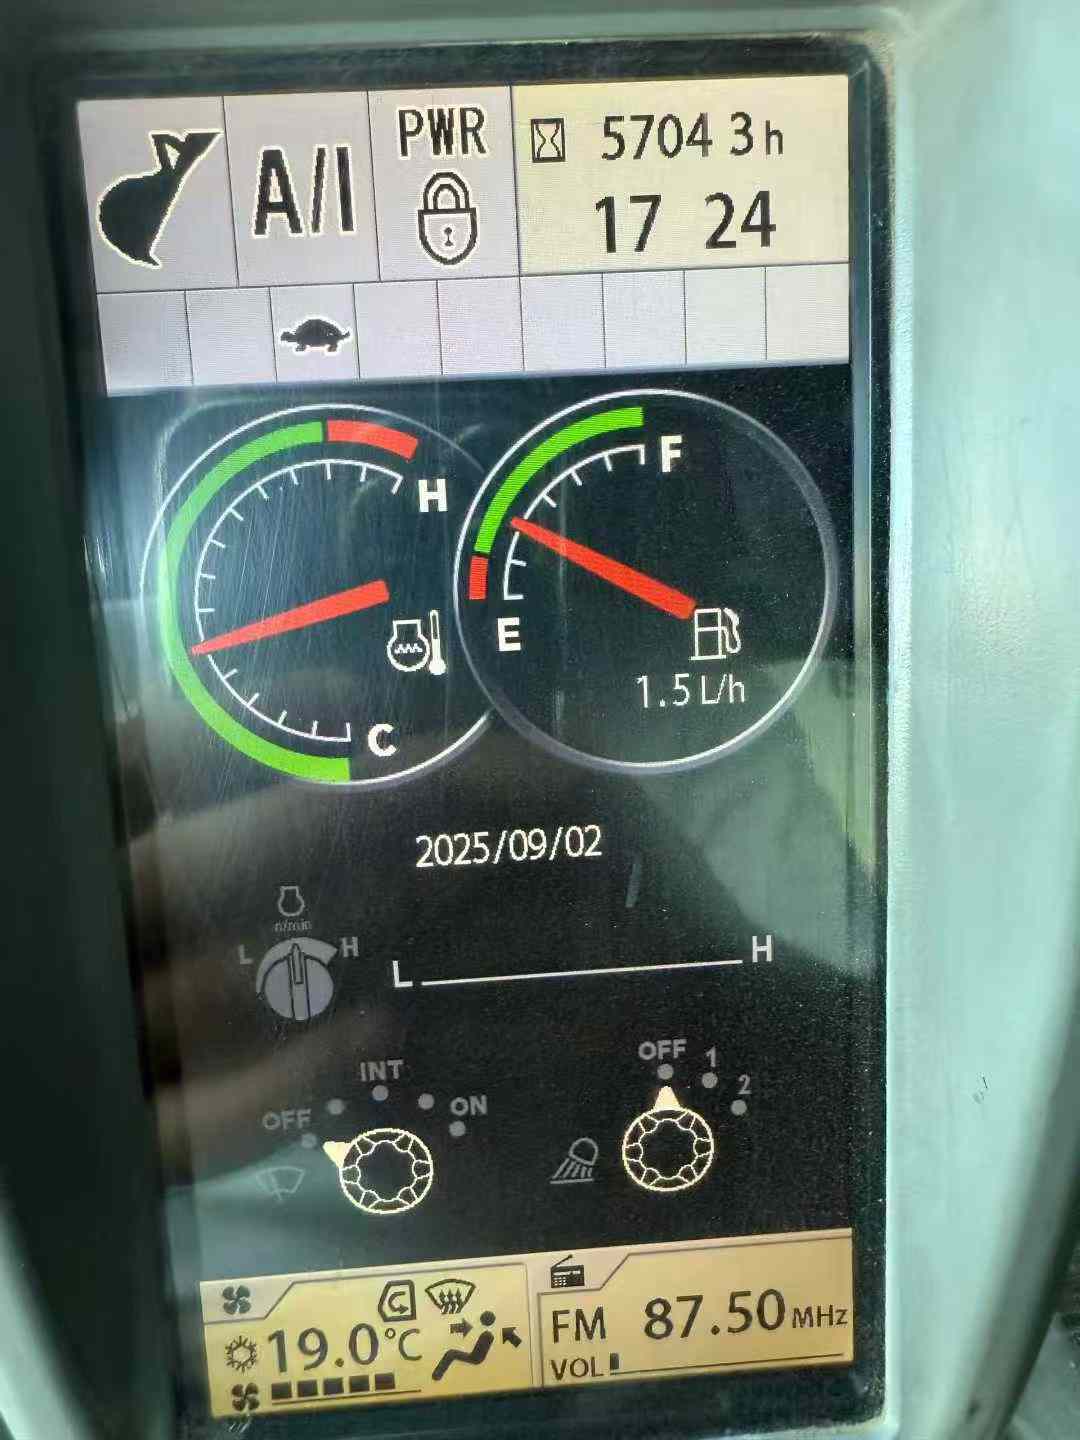 A/I
PWR
5704 3 h
17 24
H
C
F
E
1.5 L/h
2025/09/02
n/min
L H
L H
OFF INT ON
OFF 1 2
19.0°C
FM 87.50 MHz
VOL